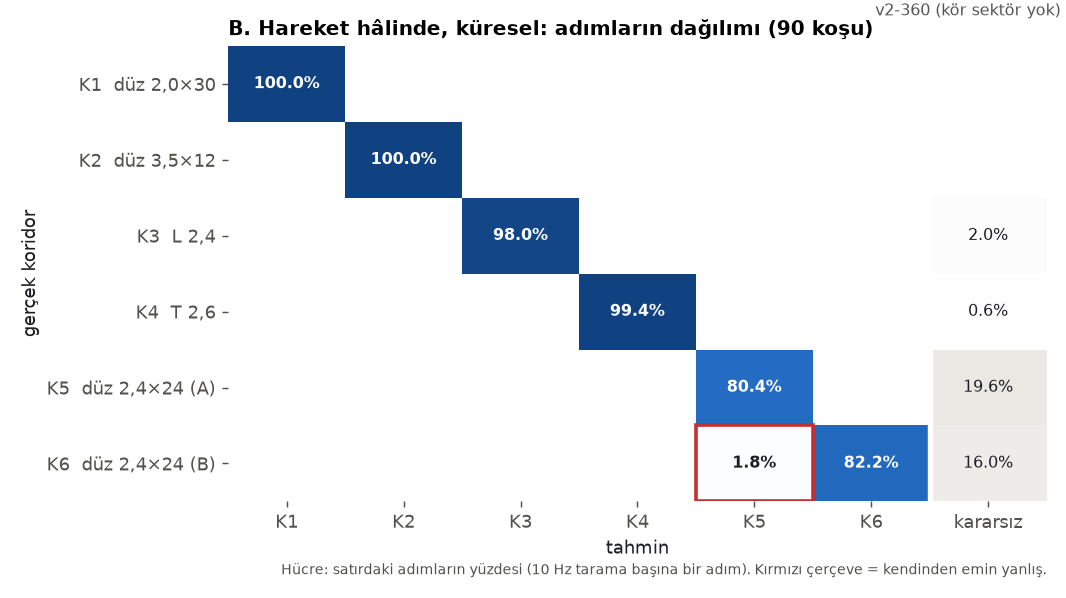 v2-360 (kör sektör yok)
B. Hareket hâlinde, küresel: adımların dağılımı (90 koşu)
gerçek koridor
K1 düz 2,0×30
100.0%
K2 düz 3,5×12
100.0%
K3 L 2,4
98.0%
2.0%
K4 T 2,6
99.4%
0.6%
K5 düz 2,4×24 (A)
80.4%
19.6%
K6 düz 2,4×24 (B)
1.8%
82.2%
16.0%
K1 K2 K3 K4 K5 K6 kararsız
tahmin
Hücre: satırdaki adımların yüzdesi (10 Hz tarama başına bir adım). Kırmızı çerçeve = kendinden emin yanlış.